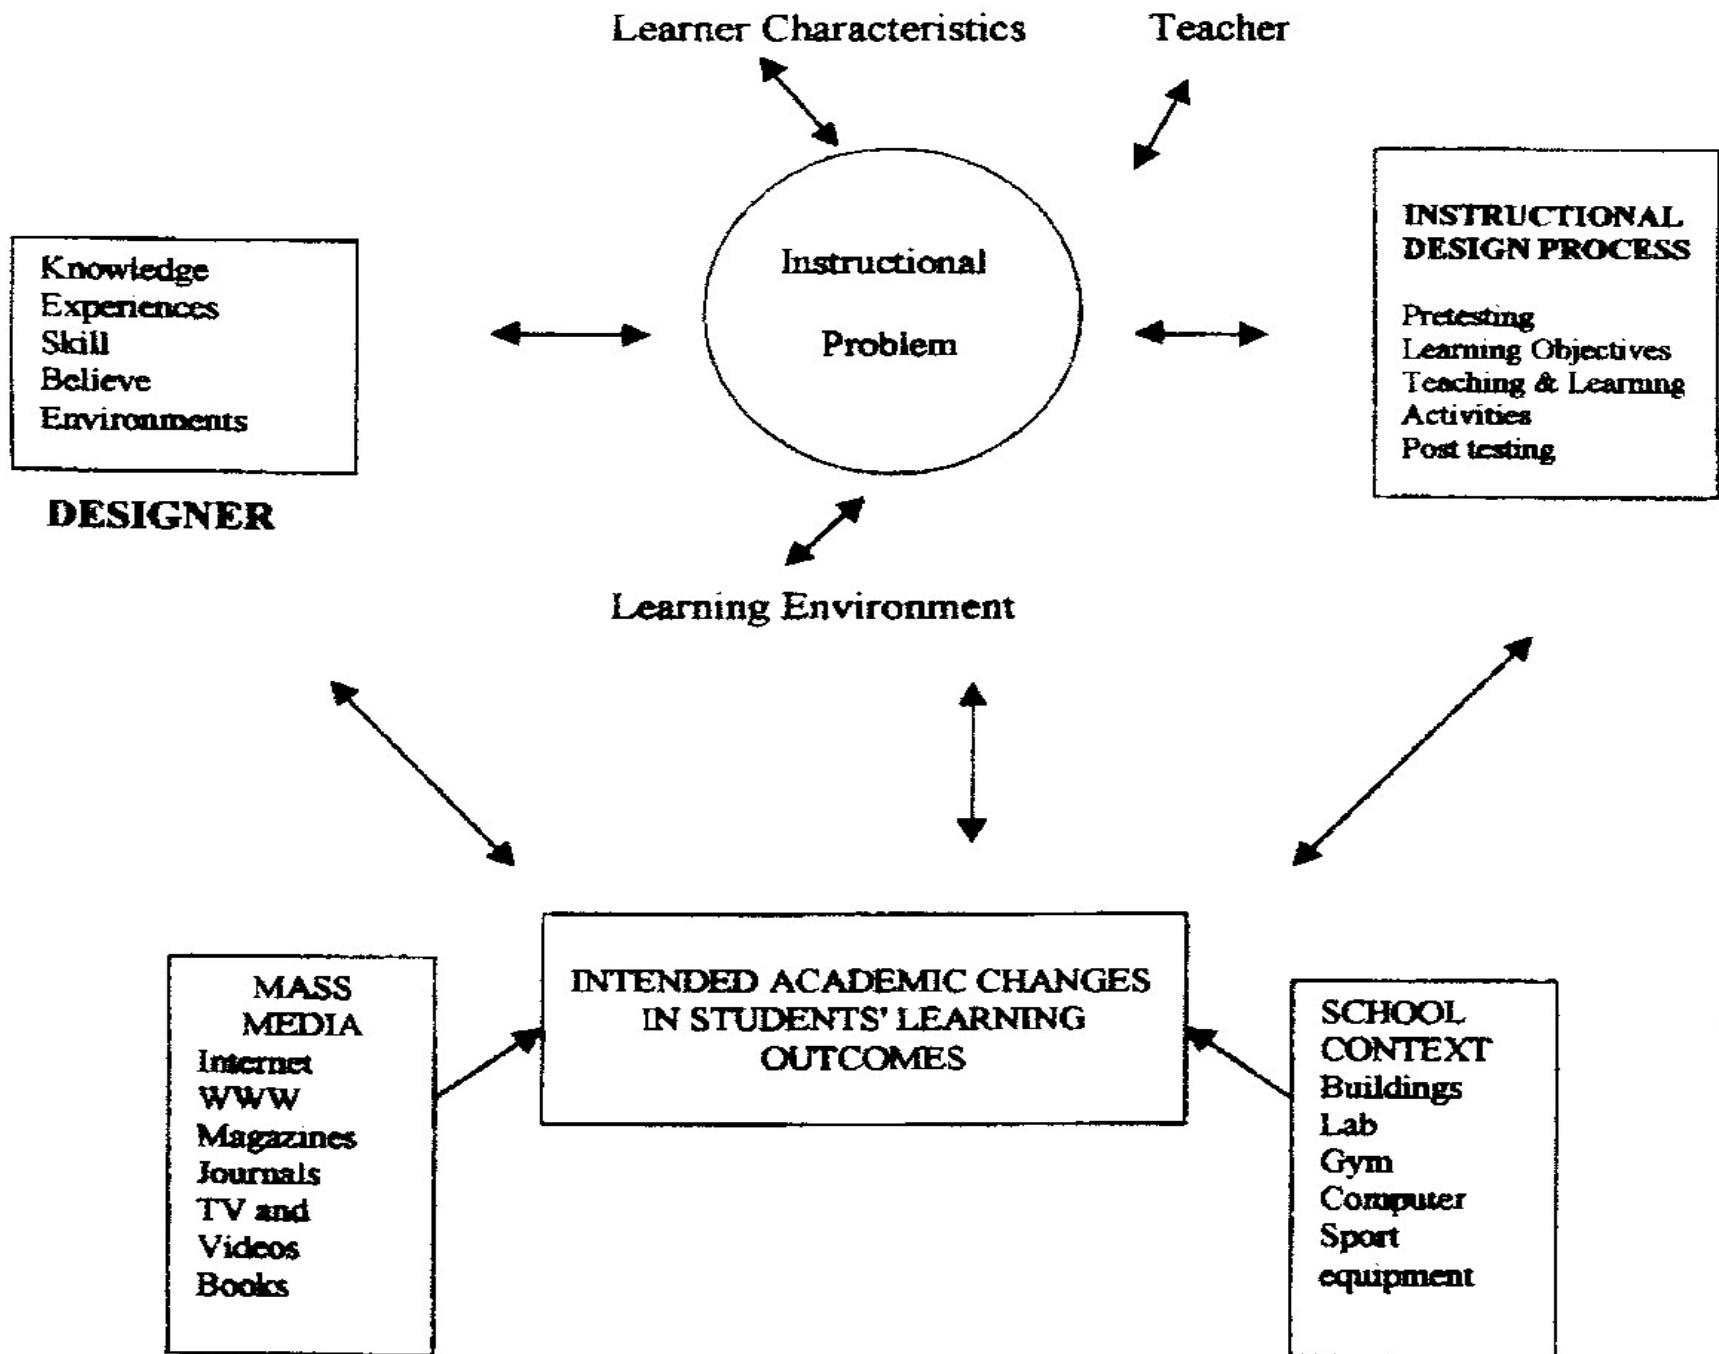 Learner Characteristics
Teacher
Instructional
Problem
Knowledge
Experiences
Skill
Believe
Environments
DESIGNER
INSTRUCTIONAL
DESIGN PROCESS
Pretesting
Learning Objectives
Teaching & Learning
Activities
Post testing
Learning Environment
INTENDED ACADEMIC CHANGES
IN STUDENTS' LEARNING
OUTCOMES
MASS
MEDIA
Internet
WWW
Magazines
Journals
TV and
Videos
Books
SCHOOL
CONTEXT
Buildings
Lab
Gym
Computer
Sport
equipment